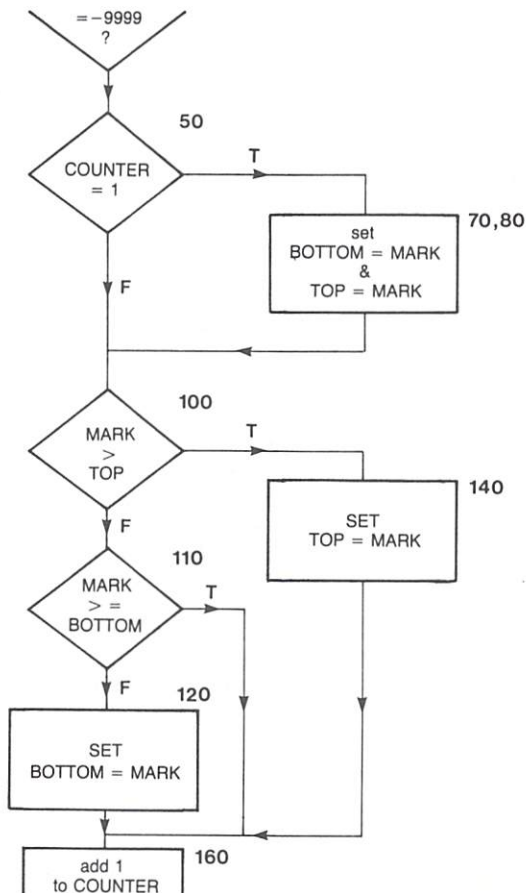 = -9999
?
50
COUNTER
= 1
T
70,80
set
BOTTOM = MARK
&
TOP = MARK
F
100
MARK
>
TOP
T
140
SET
TOP = MARK
F
110
MARK
> =
BOTTOM
T
F
120
SET
BOTTOM = MARK
160
add 1
to COUNTER